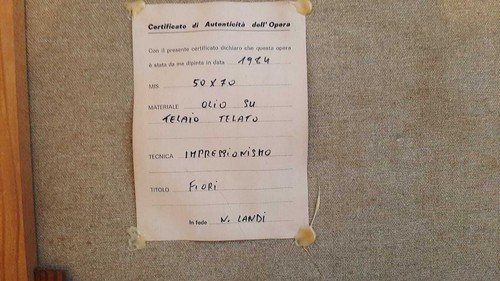 Certificato di Autenticità dell'Opera
Con il presente certificato dichiaro che questa opera
è stata da me dipinta in data 1984
MIS. 50 X 70
MATERIALE OLIO SU
TELAIO TELATO
TECNICA IMPRESSIONISMO
TITOLO FIORI
In fede N. LANDI